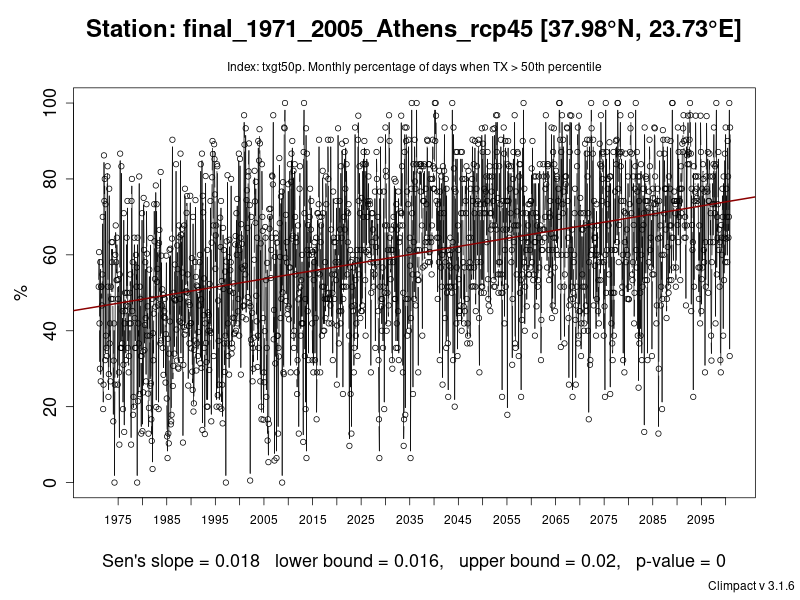 Station: final_1971_2005_Athens_rcp45 [37.98°N, 23.73°E]
Index: txgt50p. Monthly percentage of days when TX > 50th percentile
100
80
60
40
20
0
%
1975 1985 1995 2005 2015 2025 2035 2045 2055 2065 2075 2085 2095
Sen's slope = 0.018 lower bound = 0.016, upper bound = 0.02, p-value = 0
Climpact v 3.1.6